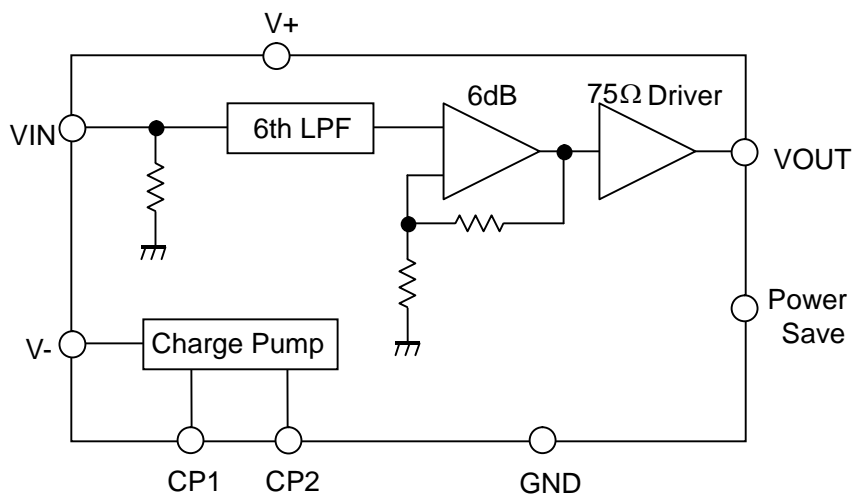 V+
6dB
75Ω Driver
VIN
6th LPF
VOUT
Power
Save
V-
Charge Pump
CP1
CP2
GND